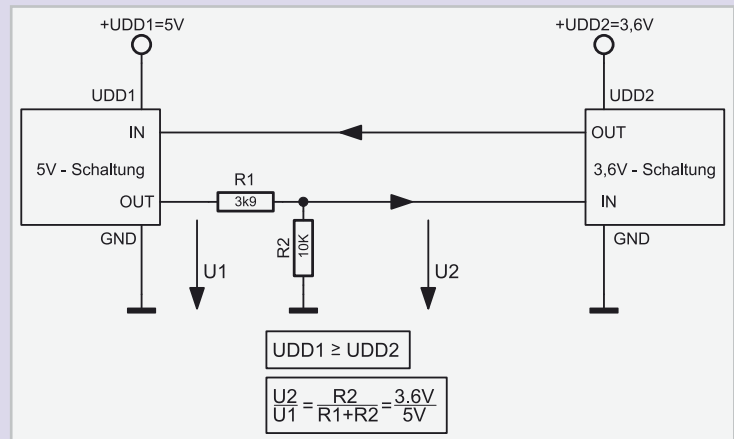 +UDD1=5V
+UDD2=3,6V
UDD1
UDD2
IN
OUT
5V - Schaltung
3,6V - Schaltung
R1
OUT
3k9
IN
GND
R2
10K
GND
U1
U2
UDD1 ≥ UDD2
U2/U1 = R2/R1+R2 = 3.6V/5V